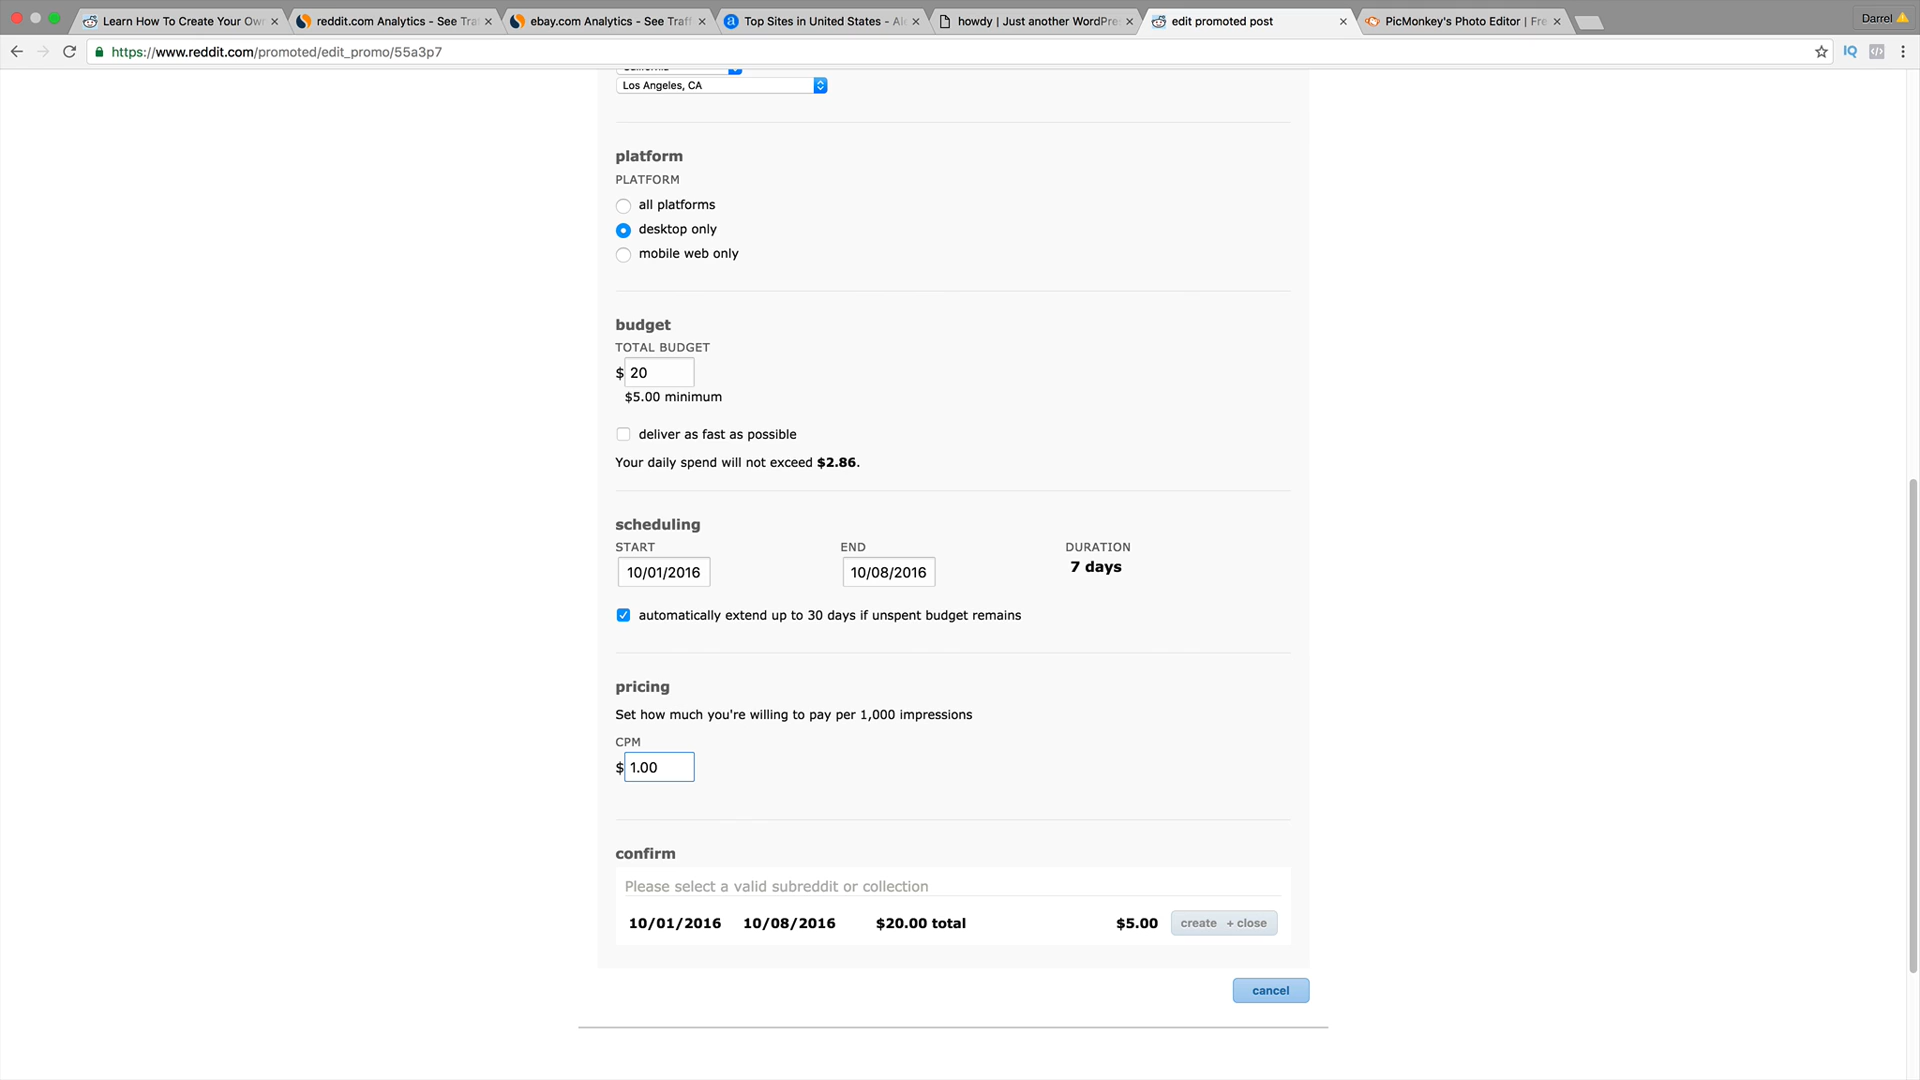 Learn How To Create Your Own
reddit.com Analytics - See Tra
ebay.com Analytics - See Traff
Top Sites in United States - Al
howdy | Just another WordPre
edit promoted post
PicMonkey's Photo Editor | Fre
Darrel
https://www.reddit.com/promoted/edit_promo/55a3p7
IQ
California
Los Angeles, CA
platform
PLATFORM
all platforms
desktop only
mobile web only
budget
TOTAL BUDGET
$ 20
$5.00 minimum
deliver as fast as possible
Your daily spend will not exceed $2.86.
scheduling
START END DURATION
10/01/2016 10/08/2016 7 days
automatically extend up to 30 days if unspent budget remains
pricing
Set how much you're willing to pay per 1,000 impressions
CPM
$ 1.00
confirm
Please select a valid subreddit or collection
10/01/2016 10/08/2016 $20.00 total $5.00 create + close
cancel